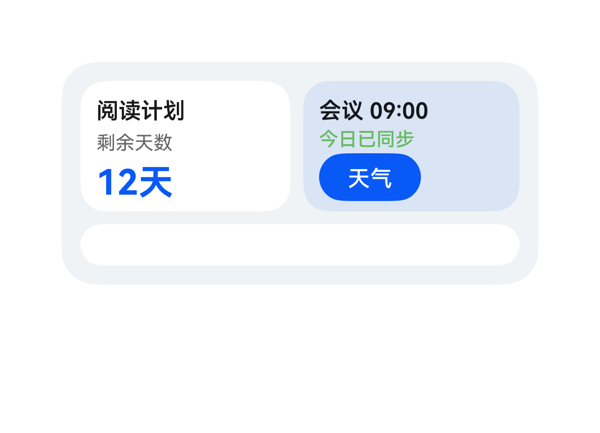 阅读计划
剩余天数
12天
会议 09:00
今日已同步
天气